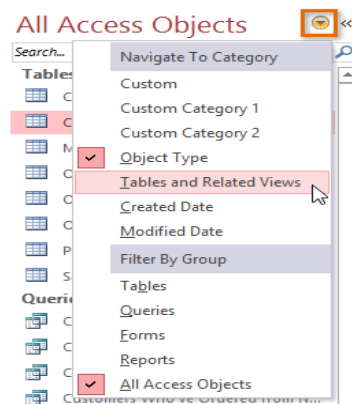 All Access Objects «
Search...
Navigate To Category
Tables
Custom
C
Custom Category 1
C
Custom Category 2
M
Object Type
O
Tables and Related Views
O
Created Date
O
Modified Date
P
Filter By Group
S
Tables
Queries
Queries
C
Forms
C
Reports
C
All Access Objects
Customers Who've Ordered from N...